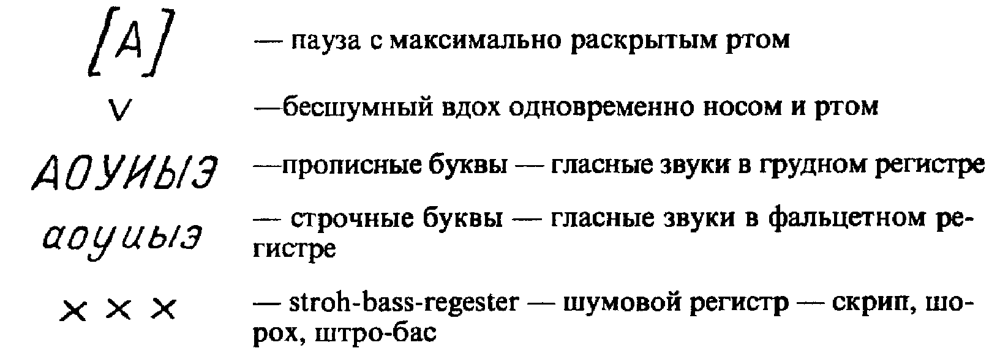 [А] — пауза с максимально раскрытым ртом
V —бесшумный вдох одновременно носом и ртом
АОУИЫЭ —прописные буквы — гласные звуки в грудном регистре
аоуиыэ — строчные буквы — гласные звуки в фальцетном ре-
гистре
× × × — stroh-bass-regester — шумовой регистр — скрип, шо-
рох, штро-бас